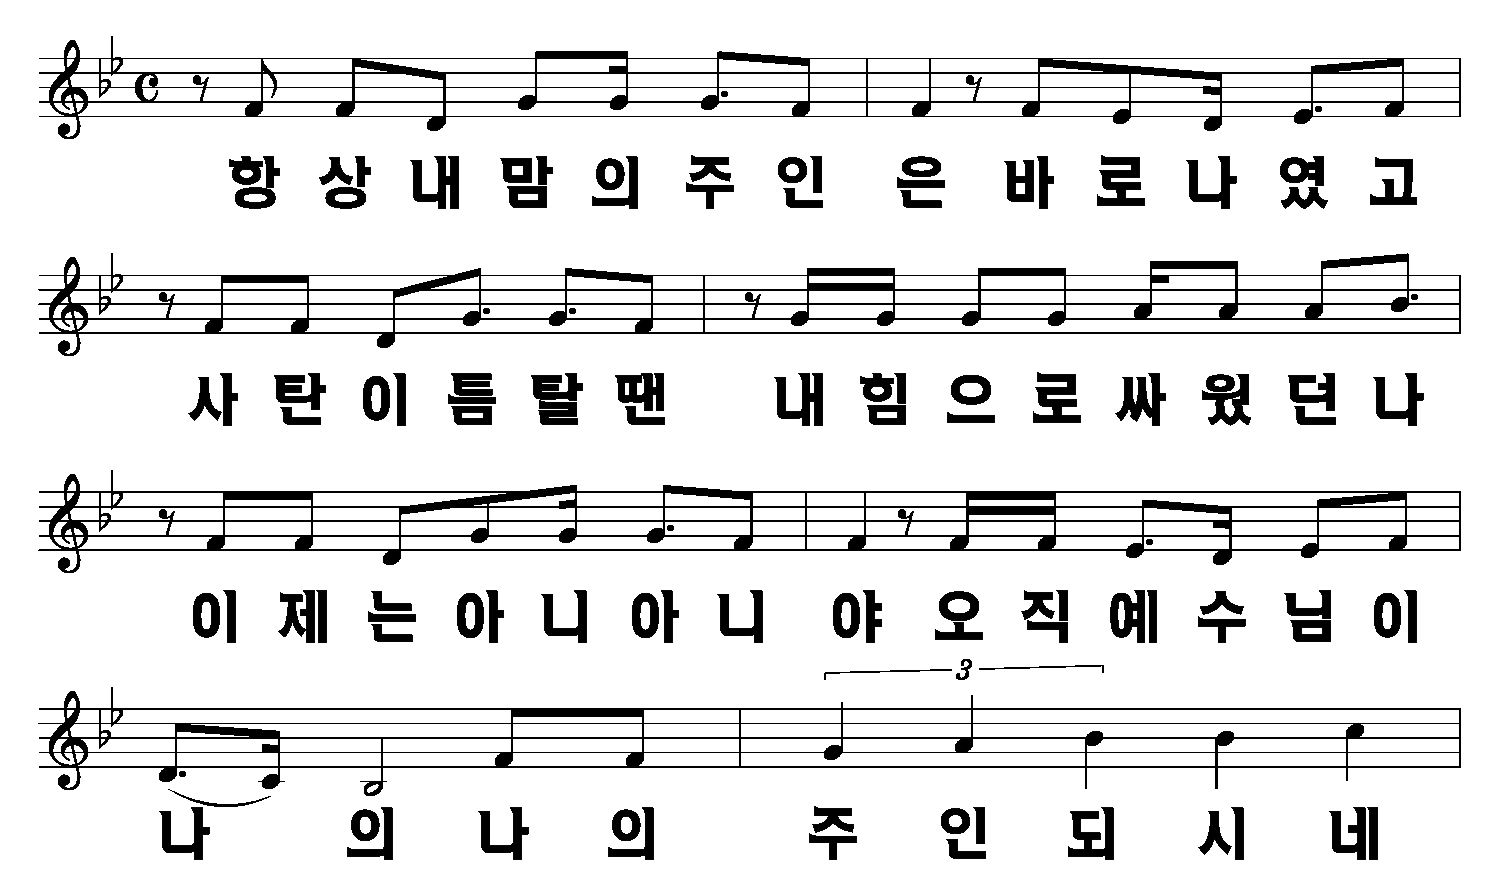 항 상 내 맘 의 주 인 은 바 로 나 였 고
사 탄 이 틈 탈 땐 내 힘 으 로 싸 웠 던 나
이 제 는 아 니 아 니 야 오 직 예 수 님 이
3
나 의 나 의 주 인 되 시 네